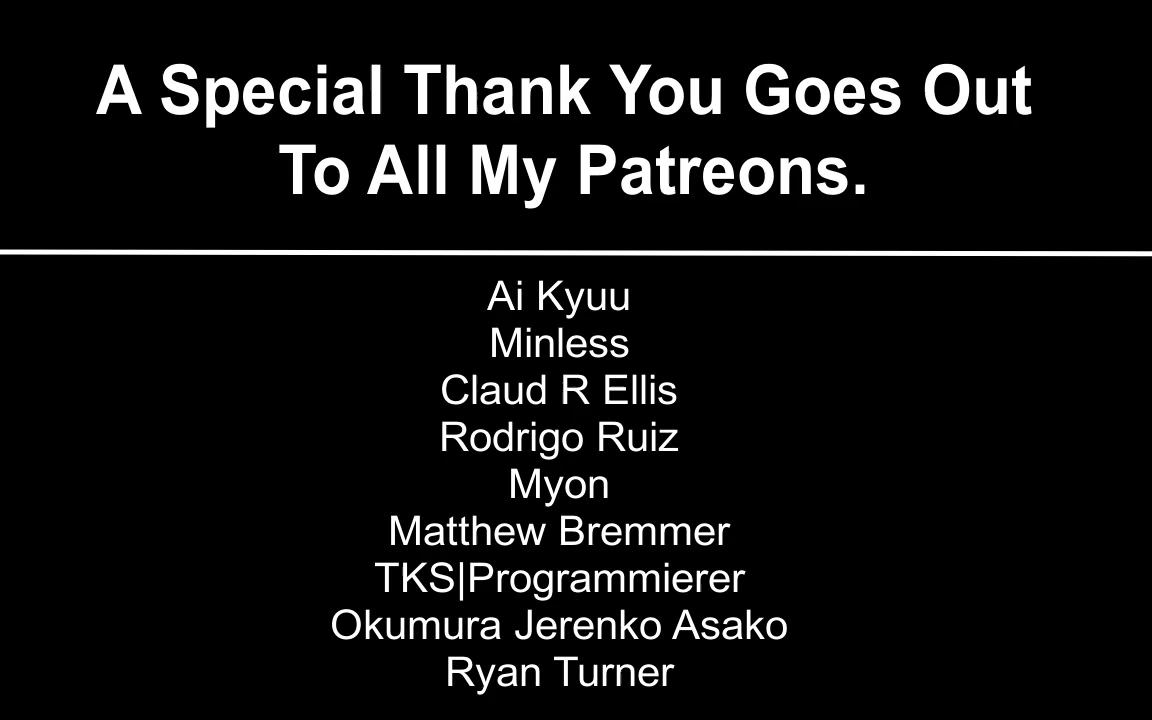 A Special Thank You Goes Out
To All My Patreons.
Ai Kyuu
Minless
Claud R Ellis
Rodrigo Ruiz
Myon
Matthew Bremmer
TKS|Programmierer
Okumura Jerenko Asako
Ryan Turner